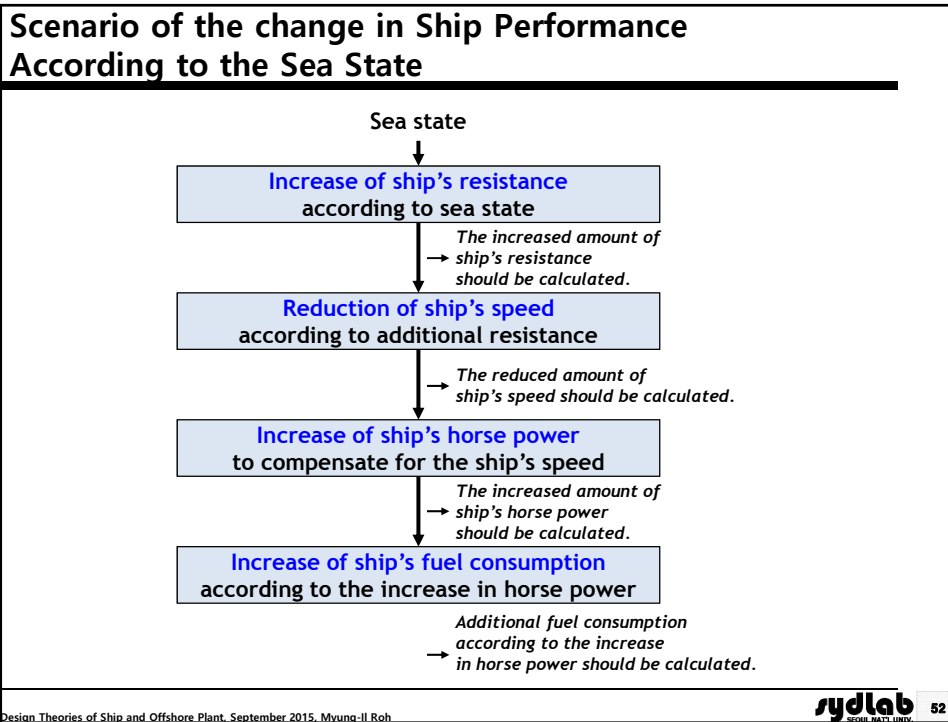 Scenario of the change in Ship Performance
According to the Sea State
Sea state
Increase of ship's resistance
according to sea state
The increased amount of
ship's resistance
should be calculated.
Reduction of ship's speed
according to additional resistance
The reduced amount of
ship's speed should be calculated.
Increase of ship's horse power
to compensate for the ship's speed
The increased amount of
ship's horse power
should be calculated.
Increase of ship's fuel consumption
according to the increase in horse power
Additional fuel consumption
according to the increase
in horse power should be calculated.
Design Theories of Ship and Offshore Plant, September 2015, Myung-Il Roh
sydlab
SEOUL NAT'L UNIV.
52